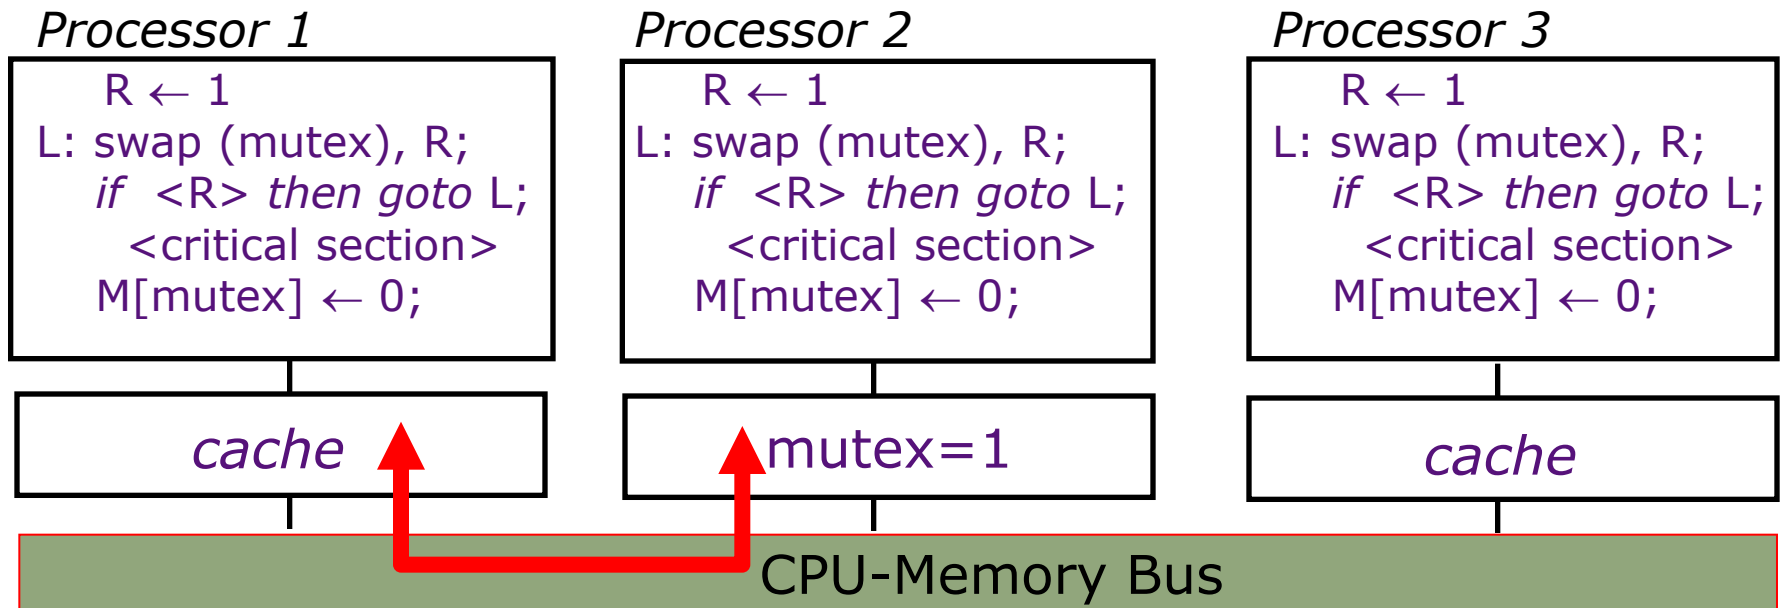 Processor 1
R ← 1
L: swap (mutex), R;
if <R> then goto L;
<critical section>
M[mutex] ← 0;
cache
Processor 2
R ← 1
L: swap (mutex), R;
if <R> then goto L;
<critical section>
M[mutex] ← 0;
mutex=1
Processor 3
R ← 1
L: swap (mutex), R;
if <R> then goto L;
<critical section>
M[mutex] ← 0;
cache
CPU-Memory Bus